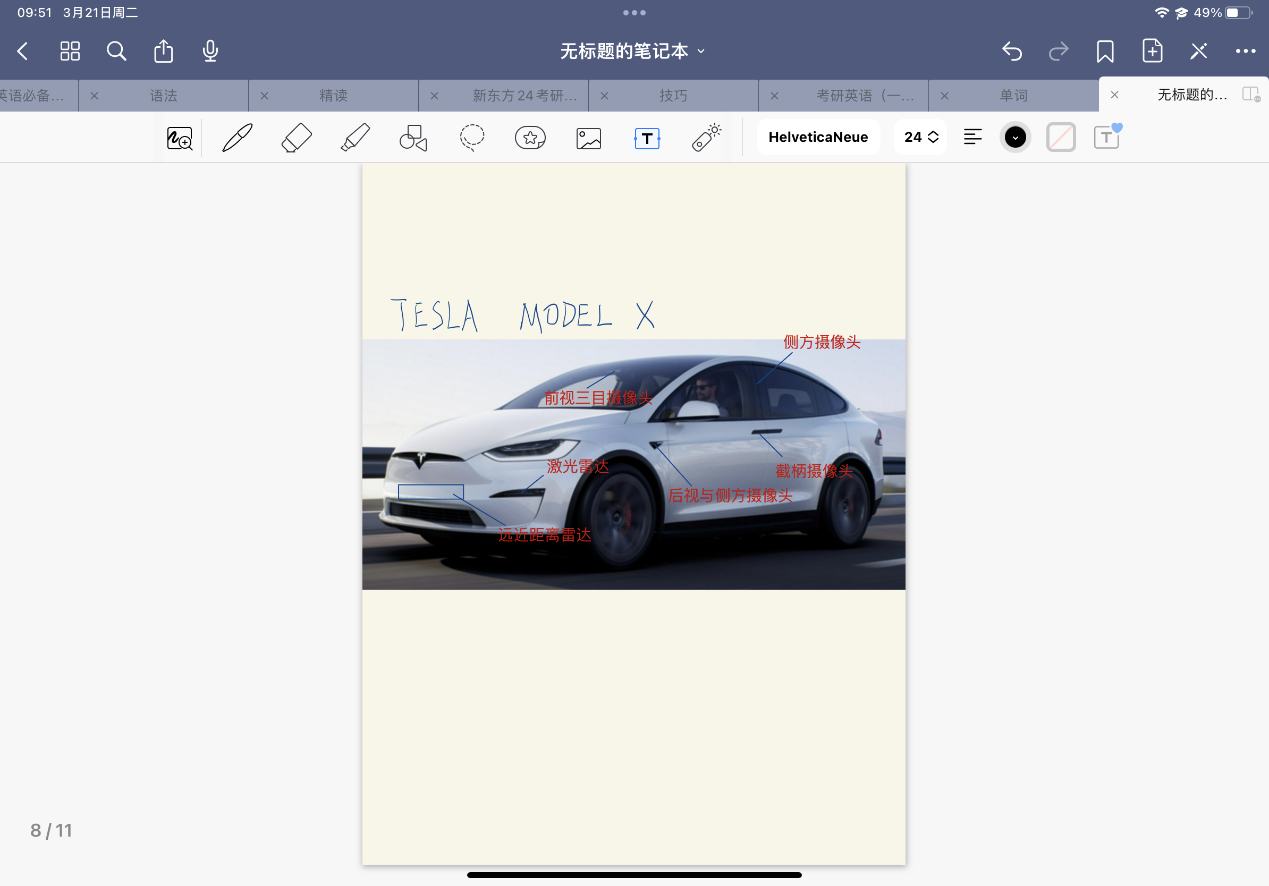 09:51 3月21日周二
49%
无标题的笔记本
英语必备...
语法
精读
新东方24考研...
技巧
考研英语（一...
单词
无标题的...
HelveticaNeue
24
T
T
TESLA MODEL X
侧方摄像头
前视三目摄像头
激光雷达
截柄摄像头
后视与侧方摄像头
远近距离雷达
8 / 11